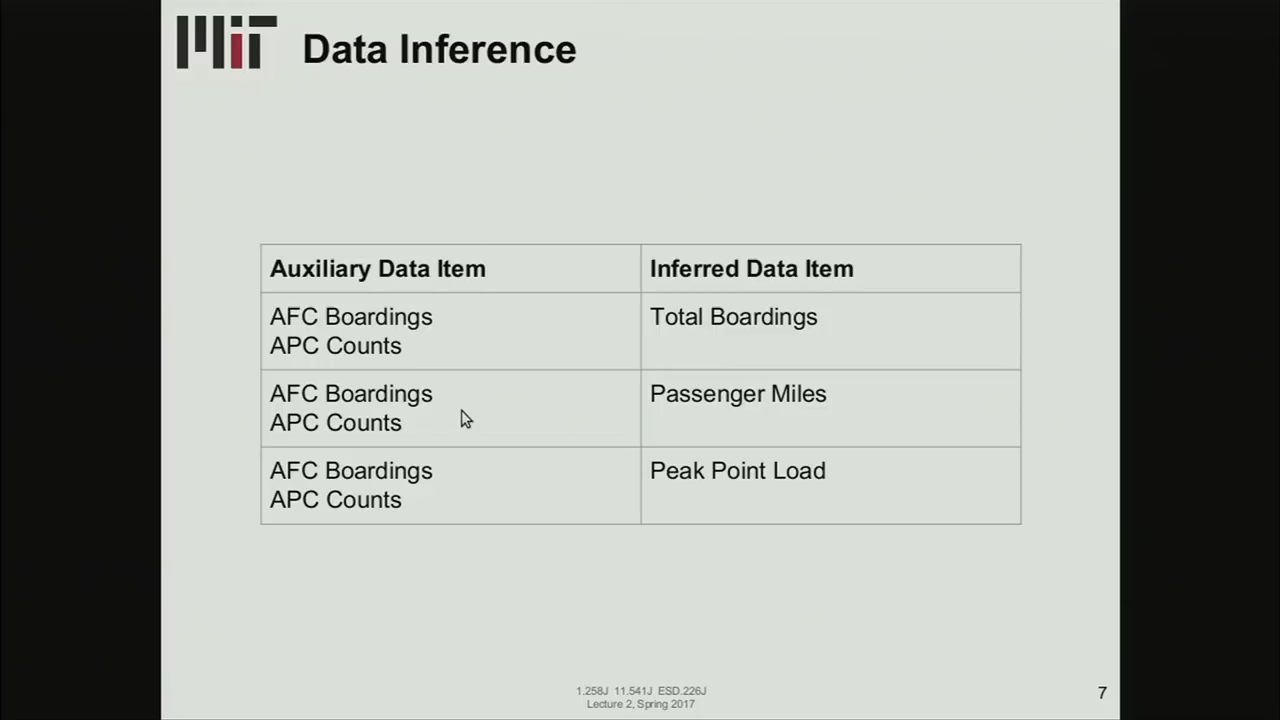 MiT
Data Inference
Auxiliary Data Item
Inferred Data Item
AFC Boardings
APC Counts
Total Boardings
AFC Boardings
APC Counts
Passenger Miles
AFC Boardings
APC Counts
Peak Point Load
1.258J 11.541J ESD.226J
Lecture 2, Spring 2017
7